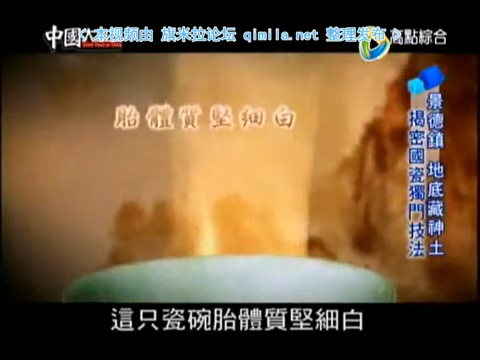 中國
本视频由 旗米拉论坛 qimila.net 整理发布
高點綜合
胎體質堅細白
景德鎮 地底藏神土
揭密國瓷獨門技法
這只瓷碗胎體質堅細白